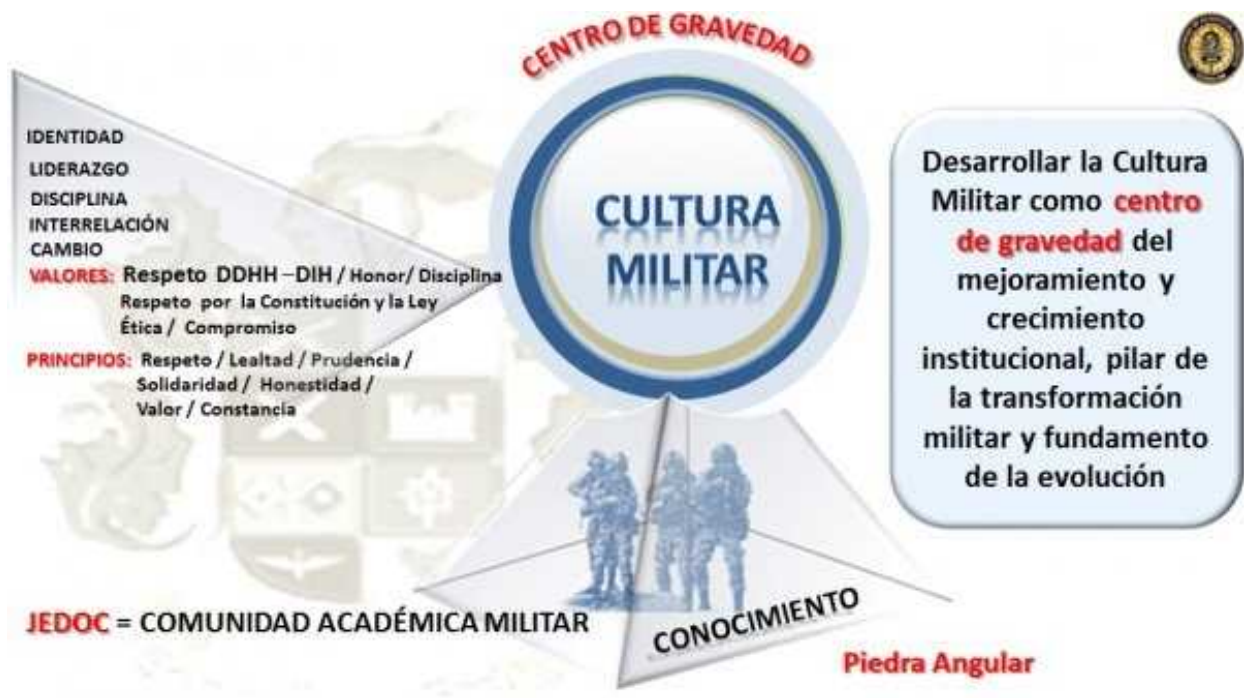 CENTRO DE GRAVEDAD
IDENTIDAD
LIDERAZGO
DISCIPLINA
INTERRELACIÓN
CAMBIO
VALORES: Respeto DDHH –DIH / Honor/ Disciplina
Respeto por la Constitución y la Ley
Ética / Compromiso
PRINCIPIOS: Respeto / Lealtad / Prudencia /
Solidaridad / Honestidad /
Valor / Constancia
CULTURA
MILITAR
Desarrollar la Cultura
Militar como centro
de gravedad del
mejoramiento y
crecimiento
institucional, pilar de
la transformación
militar y fundamento
de la evolución
JEDOC = COMUNIDAD ACADÉMICA MILITAR
CONOCIMIENTO
Piedra Angular